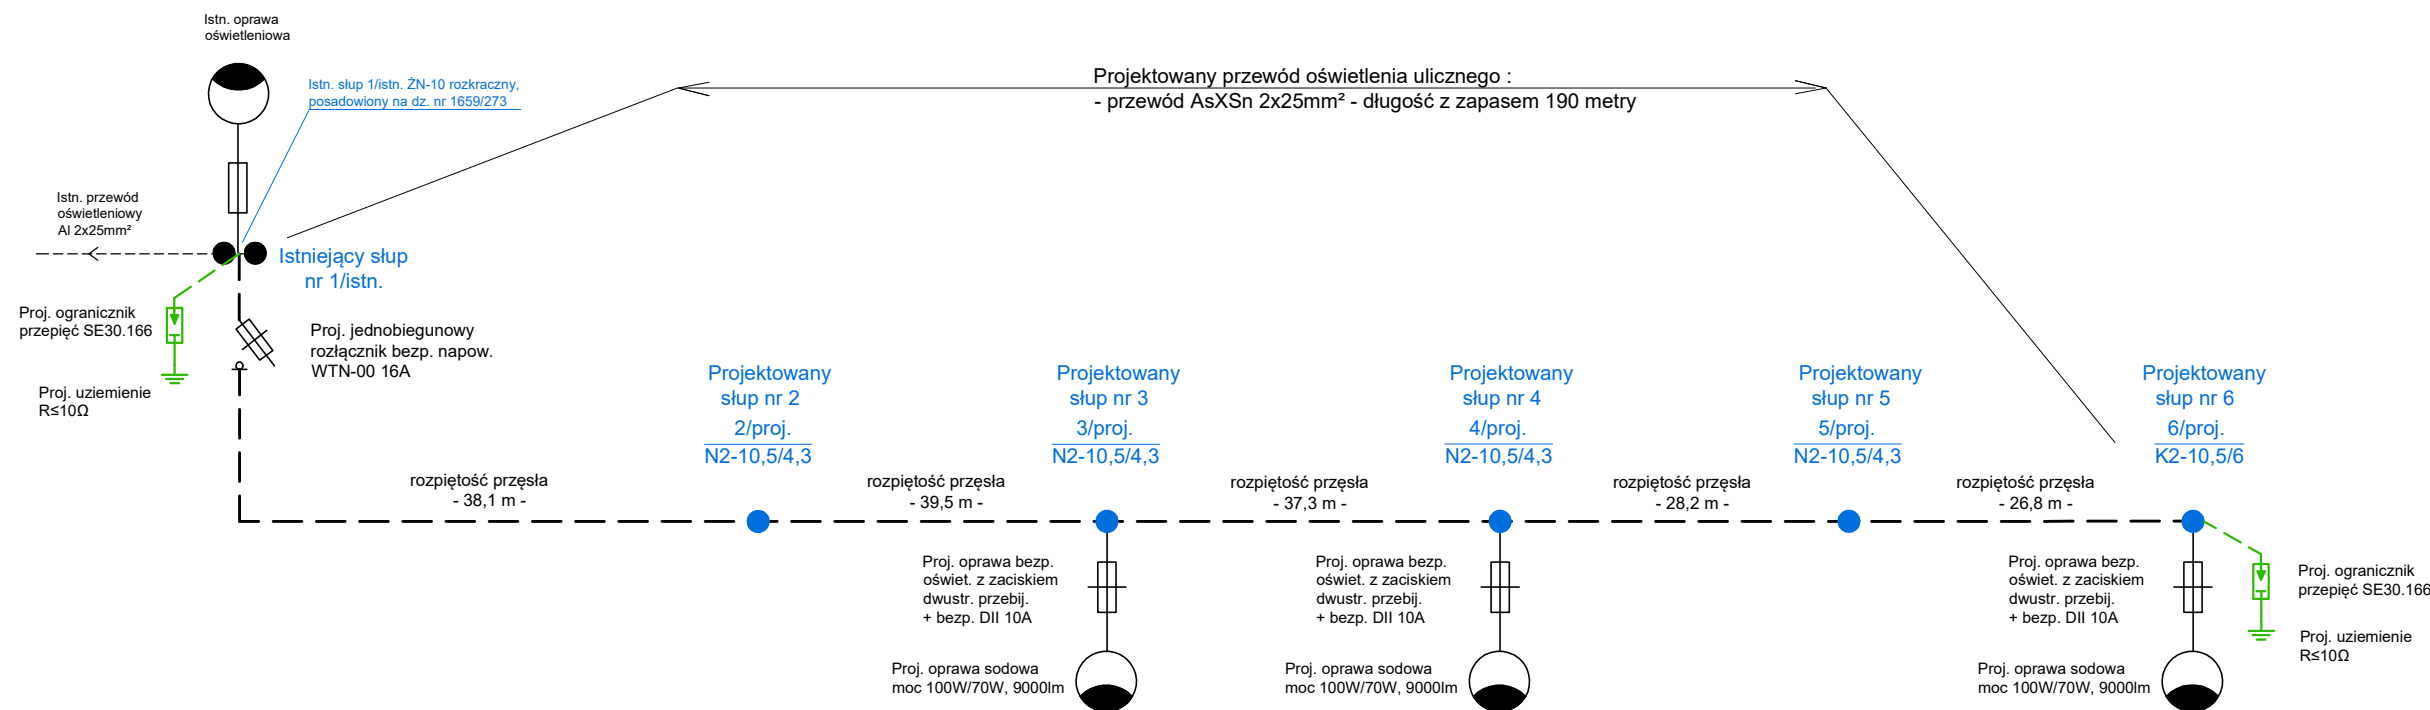 Istn. oprawa
oświetleniowa
Istn. słup 1/istn. ŻN-10 rozkraczny,
posadowiony na dz. nr 1659/273
Projektowany przewód oświetlenia ulicznego :
- przewód AsXSn 2x25mm² - długość z zapasem 190 metry
Istn. przewód
oświetleniowy
Al 2x25mm²
Istniejący słup
nr 1/istn.
Proj. ogranicznik
przepięć SE30.166
Proj. uziemienie
R≤10Ω
Proj. jednobiegunowy
rozłącznik bezp. napow.
WTN-00 16A
Projektowany
słup nr 2
2/proj.
N2-10,5/4,3
Projektowany
słup nr 3
3/proj.
N2-10,5/4,3
Projektowany
słup nr 4
4/proj.
N2-10,5/4,3
Projektowany
słup nr 5
5/proj.
N2-10,5/4,3
Projektowany
słup nr 6
6/proj.
K2-10,5/6
rozpiętość przęsła
- 38,1 m -
rozpiętość przęsła
- 39,5 m -
rozpiętość przęsła
- 37,3 m -
rozpiętość przęsła
- 28,2 m -
rozpiętość przęsła
- 26,8 m -
Proj. oprawa bezp.
oświet. z zaciskiem
dwustr. przebij.
+ bezp. DII 10A
Proj. oprawa sodowa
moc 100W/70W, 9000lm
Proj. oprawa bezp.
oświet. z zaciskiem
dwustr. przebij.
+ bezp. DII 10A
Proj. oprawa sodowa
moc 100W/70W, 9000lm
Proj. oprawa bezp.
oświet. z zaciskiem
dwustr. przebij.
+ bezp. DII 10A
Proj. oprawa sodowa
moc 100W/70W, 9000lm
Proj. ogranicznik
przepięć SE30.166
Proj. uziemienie
R≤10Ω